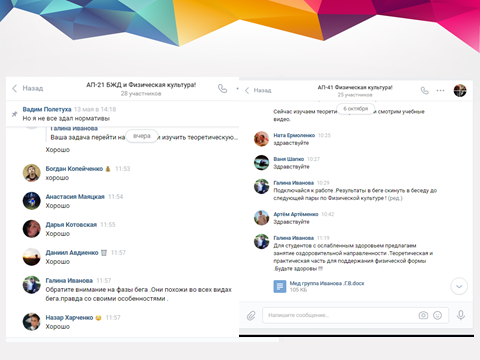 Назад
АП-21 БЖД и Физическая культура!
28 участников
Вадим Полетуха 13 мая в 14:18
Но я не все здал нормативы
Галина Иванова
вчера
Ваша задача перейти на изучить теоретическую...
Хорошо
Богдан Копейченко 11:53
хорошо
Анастасия Маяцкая 11:54
хорошо
Дарья Котовская 11:55
хорошо
Даниил Авдиенко 11:57
хорошо
Галина Иванова 11:57
Обратите внимание на фазы бега .Они похожи во всех видах
бега.правда со своими особенностями .
Назар Харченко 11:57
Хорошо
Назад
АП-41 Физическая культура!
25 участников
Сейчас изучаем теорети смотрим учебные
видео.
6 октября
Ната Ермоленко 10:25
здравствуйте
Ваня Шапко 10:27
Здравствуйте
Галина Иванова 10:29
Подключайся к работе .Результаты в беге скинуть в беседу до
следующей пары по Физической культуре! (ред.)
Артём Артёменко 10:42
Здравствуйте
Галина Иванова 11:19
Для студентов с ослабленным здоровьем предлагаем
занятие оздоровительной направленности .Теоретическая и
практическая часть для поддержания физической формы
.Будьте здоровы !!!
Мед группа Иванова .Г.В.docx
105 КБ
Напишите сообщение...